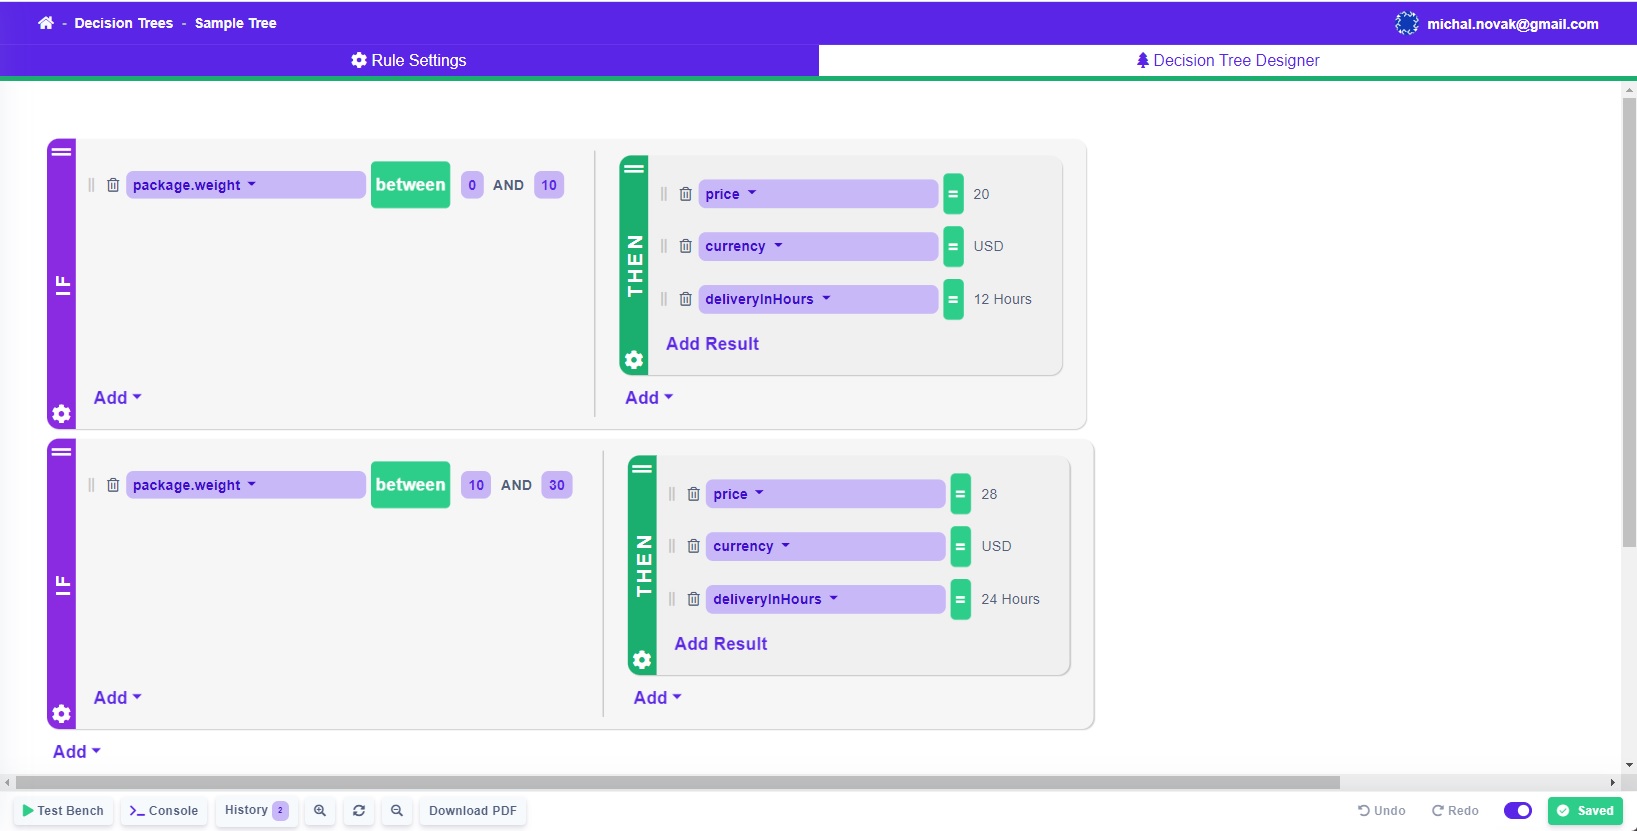 - Decision Trees - Sample Tree
michal.novak@gmail.com
Rule Settings
Decision Tree Designer
IF
package.weight between 0 AND 10
Add
THEN
price = 20
currency = USD
deliveryInHours = 12 Hours
Add Result
Add
IF
package.weight between 10 AND 30
Add
THEN
price = 28
currency = USD
deliveryInHours = 24 Hours
Add Result
Add
Add
Test Bench
Console
History 2
Download PDF
Undo
Redo
Saved